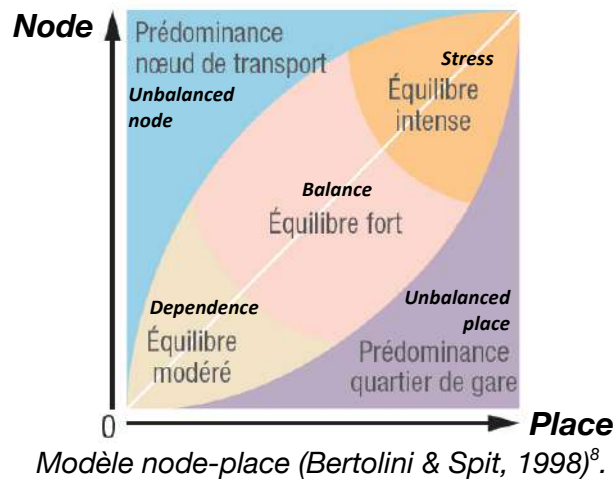 Node
Prédominance
nœud de transport
Unbalanced
node
Stress
Équilibre
intense
Balance
Équilibre fort
Dependence
Équilibre
modéré
Unbalanced
place
Prédominance
quartier de gare
0
Place
Modèle node-place (Bertolini & Spit, 1998)⁸.